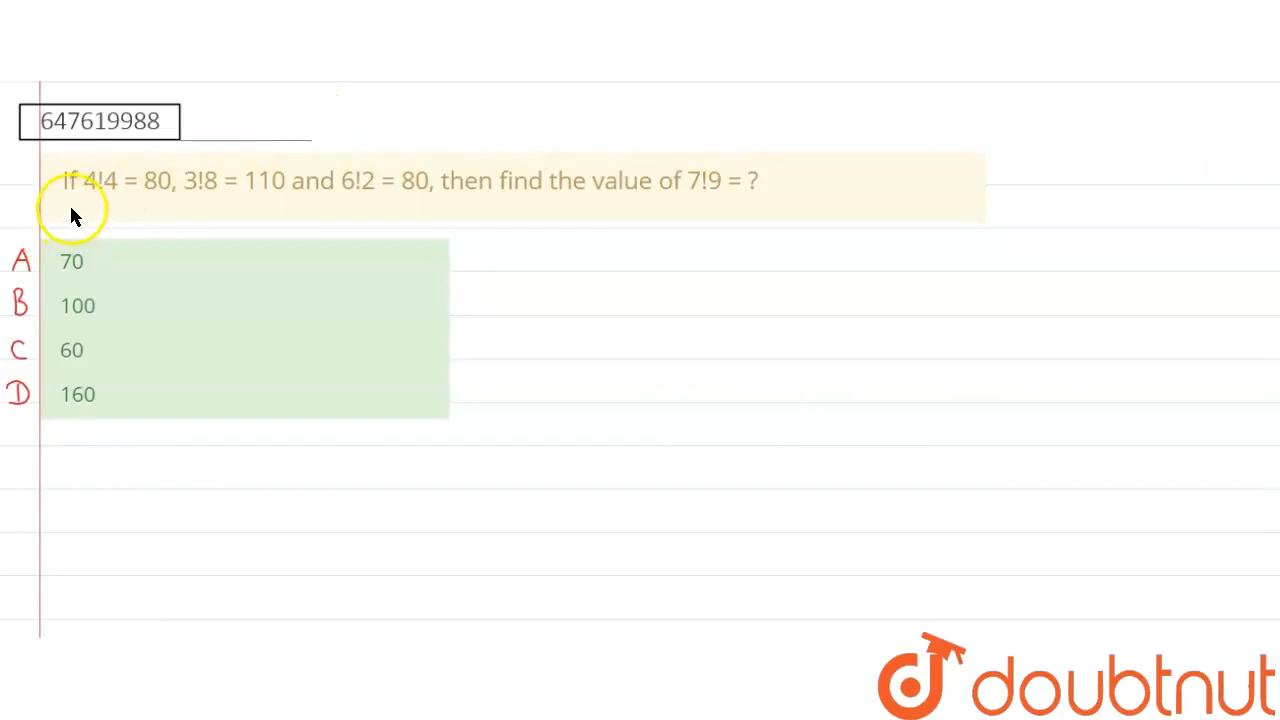 647619988
If 4!4 = 80, 3!8 = 110 and 6!2 = 80, then find the value of 7!9 = ?
A 70
B 100
C 60
D 160
doubtnut